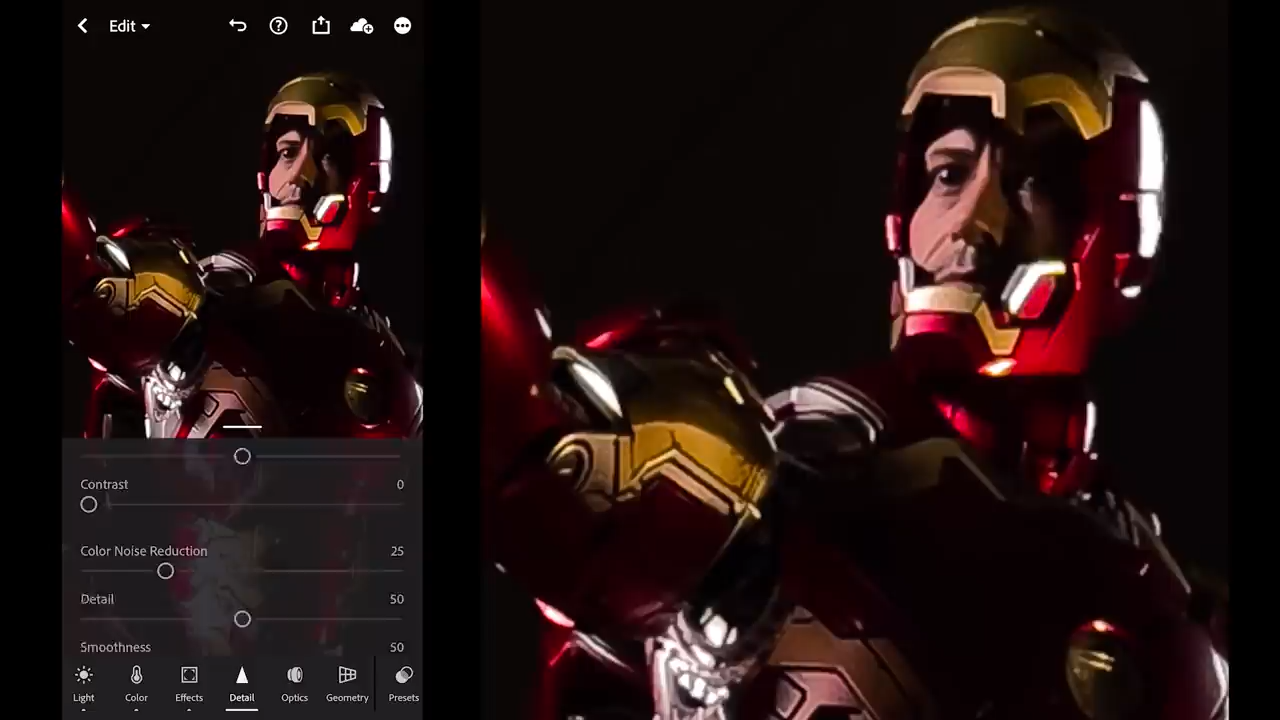 Edit
Contrast 0
Color Noise Reduction 25
Detail 50
Smoothness 50
Light Color Effects Detail Optics Geometry Presets